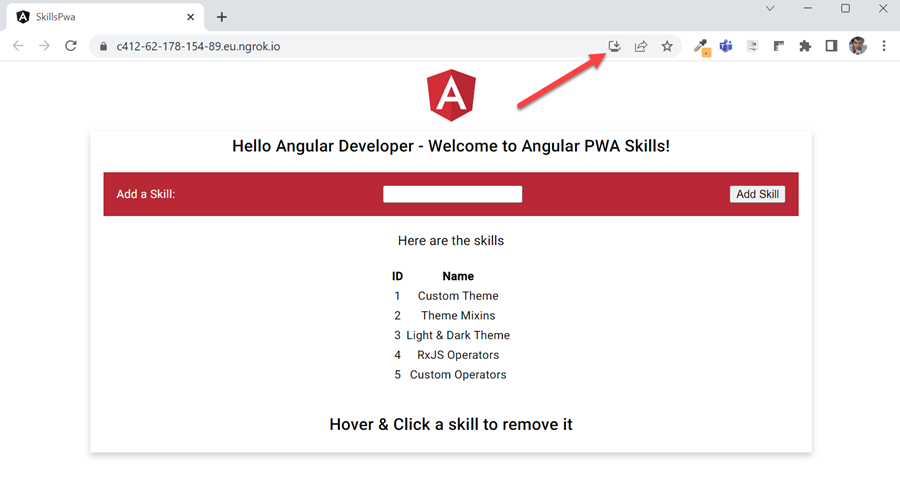 SkillsPwa
c412-62-178-154-89.eu.ngrok.io
Hello Angular Developer - Welcome to Angular PWA Skills!
Add a Skill:
Add Skill
Here are the skills
ID Name
1 Custom Theme
2 Theme Mixins
3 Light & Dark Theme
4 RxJS Operators
5 Custom Operators
Hover & Click a skill to remove it